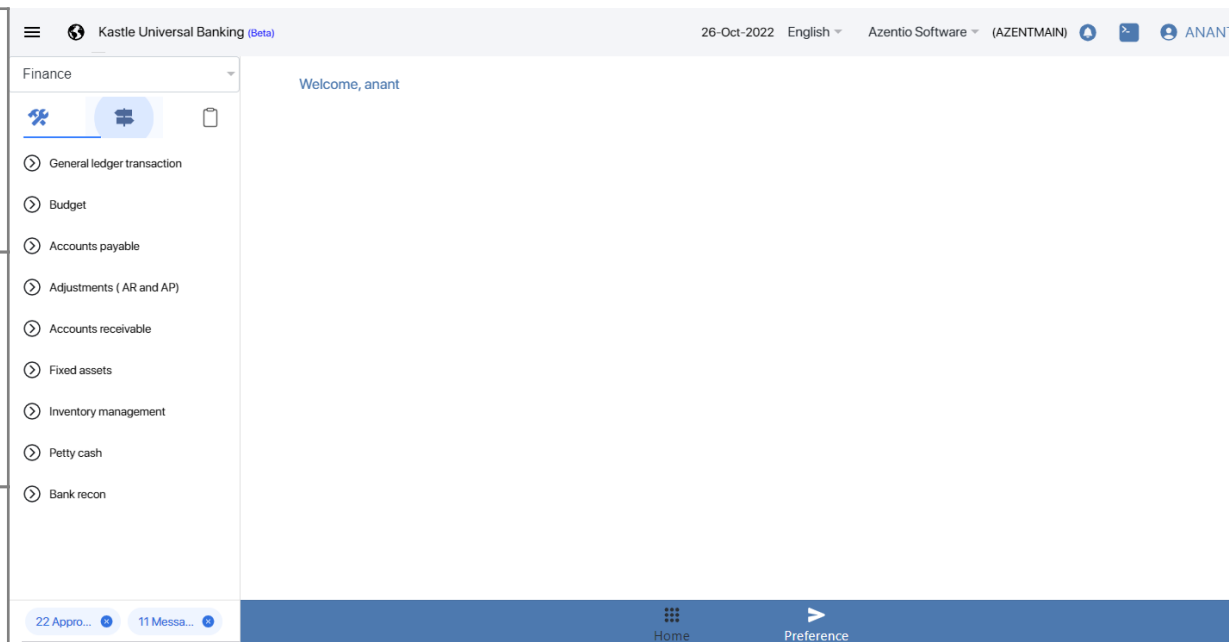 Kastle Universal Banking (Beta) 26-Oct-2022 English Azentio Software (AZENTMAIN) ANANT
Finance
Welcome, anant
General ledger transaction
Budget
Accounts payable
Adjustments ( AR and AP)
Accounts receivable
Fixed assets
Inventory management
Petty cash
Bank recon
22 Appro... 11 Messa...
Home Preference